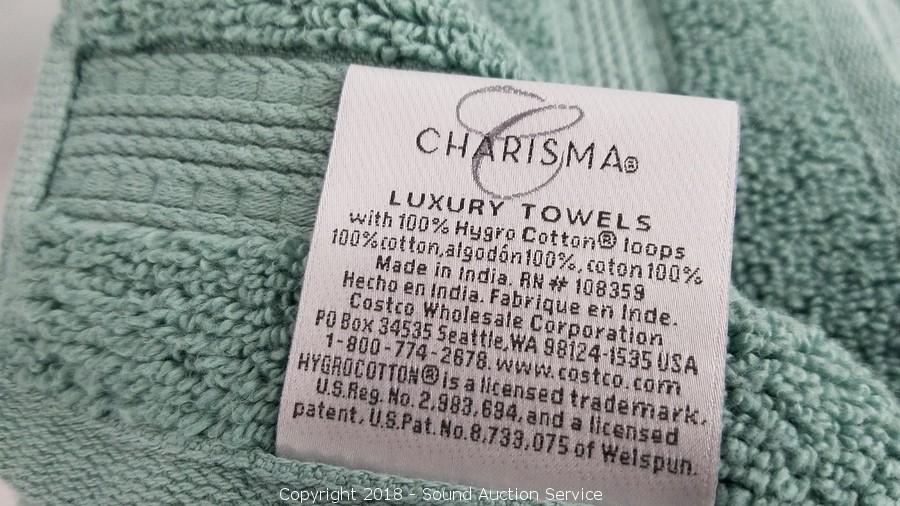 C
CHARISMA®
LUXURY TOWELS
with 100% Hygro Cotton® loops
100%cotton,algodón100%,coton100%
Made in India. RN# 108359
Hecho en India. Fabrique en Inde.
Costco Wholesale Corporation
PO Box 34535 Seattle,WA 98124-1535 USA
1-800-774-2678. www.costco.com
HYGROCOTTON® is a licensed trademark,
U.S.Reg. No. 2,983,694,and a licensed
patent, U.S.Pat.No.8,733,075 of Welspun.
Copyright 2018 - Sound Auction Service